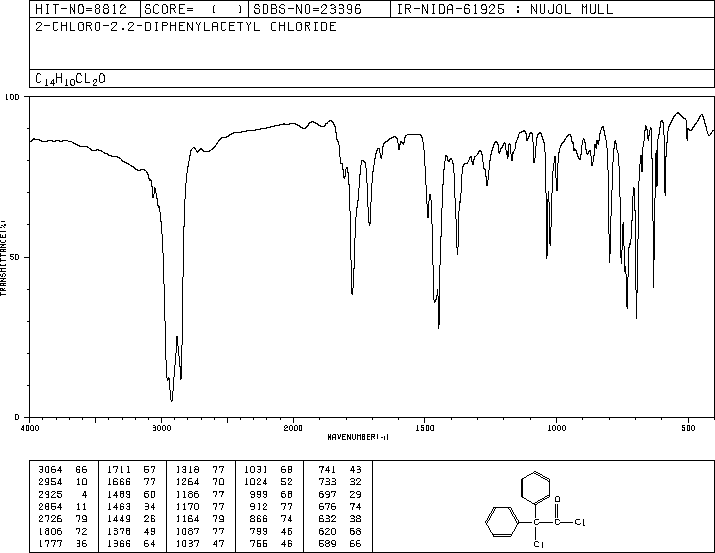 HIT-NO=8812 SCORE= ( ) SDBS-NO=23396 IR-NIDA-61925 : NUJOL MULL
2-CHLORO-2,2-DIPHENYLACETYL CHLORIDE
C14H10CL2O
100
50
0
TRANSMITTANCE(%)
4000 3000 2000 1500 1000 500
WAVENUMBER(-1)
3064 66 1711 57 1318 77 1031 68 741 43
2954 10 1666 77 1264 70 1024 52 733 32
2925 4 1489 60 1186 77 999 68 697 29
2854 11 1463 34 1170 77 912 77 676 74
2726 79 1449 26 1164 79 866 74 632 38
1806 72 1378 49 1087 77 799 46 620 68
1777 36 1366 64 1037 47 755 46 589 66
O
C C Cl
Cl